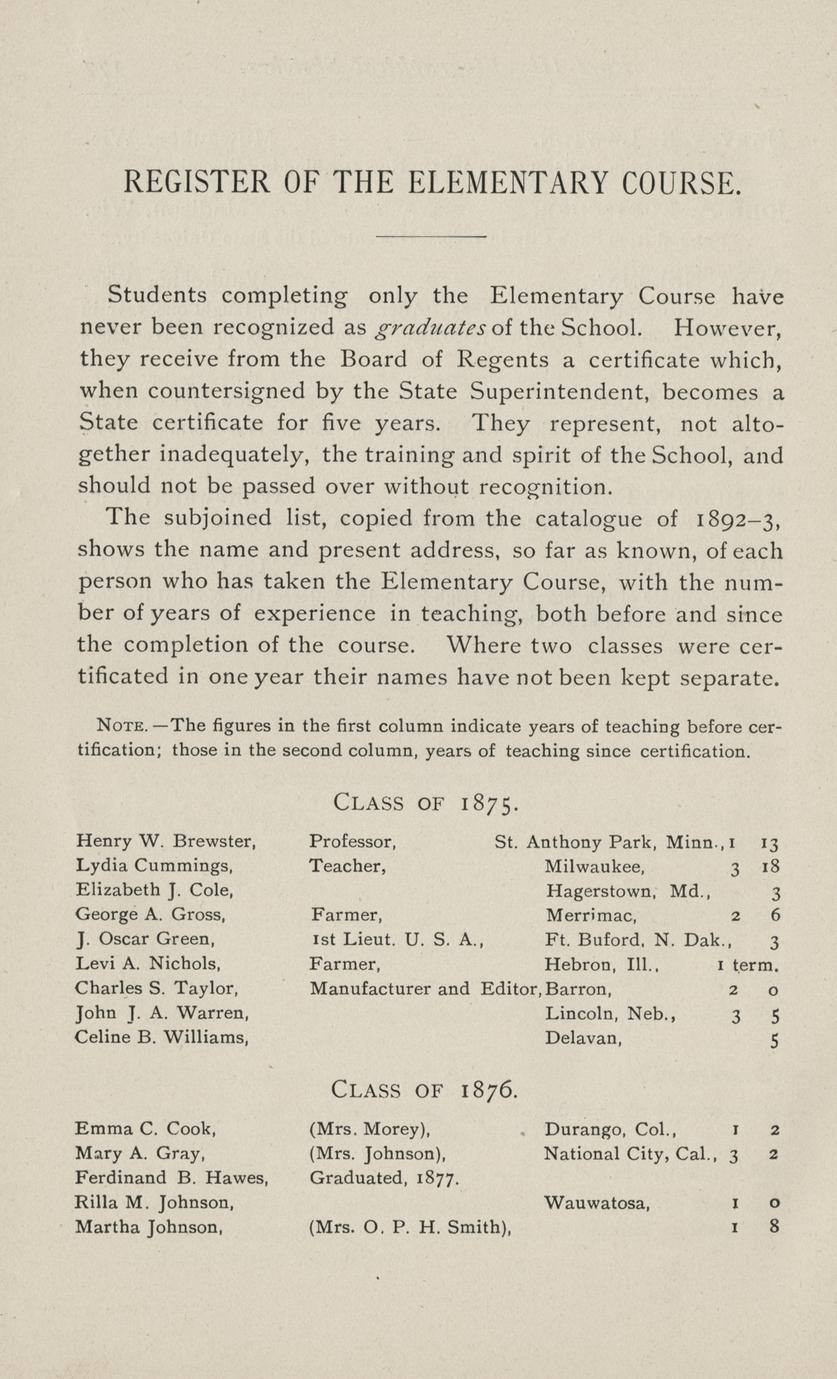 REGISTER OF THE ELEMENTARY COURSE.
Students completing only the Elementary Course have
never been recognized as graduates of the School. However,
they receive from the Board of Regents a certificate which,
when countersigned by the State Superintendent, becomes a
State certificate for five years. They represent, not alto-
gether inadequately, the training and spirit of the School, and
should not be passed over without recognition.
The subjoined list, copied from the catalogue of 1892–3,
shows the name and present address, so far as known, of each
person who has taken the Elementary Course, with the num-
ber of years of experience in teaching, both before and since
the completion of the course. Where two classes were cer-
tificated in one year their names have not been kept separate.
NOTE.—The figures in the first column indicate years of teaching before cer-
tification; those in the second column, years of teaching since certification.
CLASS OF 1875.
Henry W. Brewster, Professor, St. Anthony Park, Minn., 1 13
Lydia Cummings, Teacher, Milwaukee, 3 18
Elizabeth J. Cole, Hagerstown, Md., 3
George A. Gross, Farmer, Merrimac, 2 6
J. Oscar Green, 1st Lieut. U. S. A., Ft. Buford, N. Dak., 3
Levi A. Nichols, Farmer, Hebron, Ill., 1 term.
Charles S. Taylor, Manufacturer and Editor, Barron, 2 0
John J. A. Warren, Lincoln, Neb., 3 5
Celine B. Williams, Delavan, 5
CLASS OF 1876.
Emma C. Cook, (Mrs. Morey), Durango, Col., 1 2
Mary A. Gray, (Mrs. Johnson), National City, Cal., 3 2
Ferdinand B. Hawes, Graduated, 1877.
Rilla M. Johnson, Wauwatosa, 1 0
Martha Johnson, (Mrs. O. P. H. Smith), 1 8